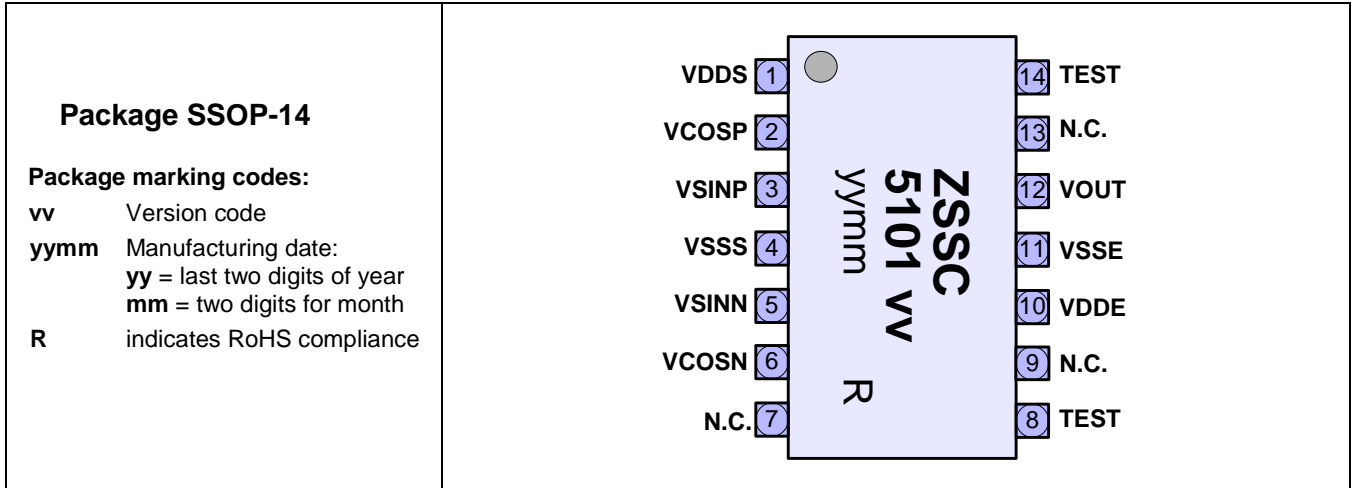 Package SSOP-14
Package marking codes:
vv Version code
yymm Manufacturing date:
yy = last two digits of year
mm = two digits for month
R indicates RoHS compliance
VDDS 1
VCOSP 2
VSINP 3
VSSS 4
VSINN 5
VCOSN 6
N.C. 7
ZSSC
5101 vv
yymm
R
14 TEST
13 N.C.
12 VOUT
11 VSSE
10 VDDE
9 N.C.
8 TEST